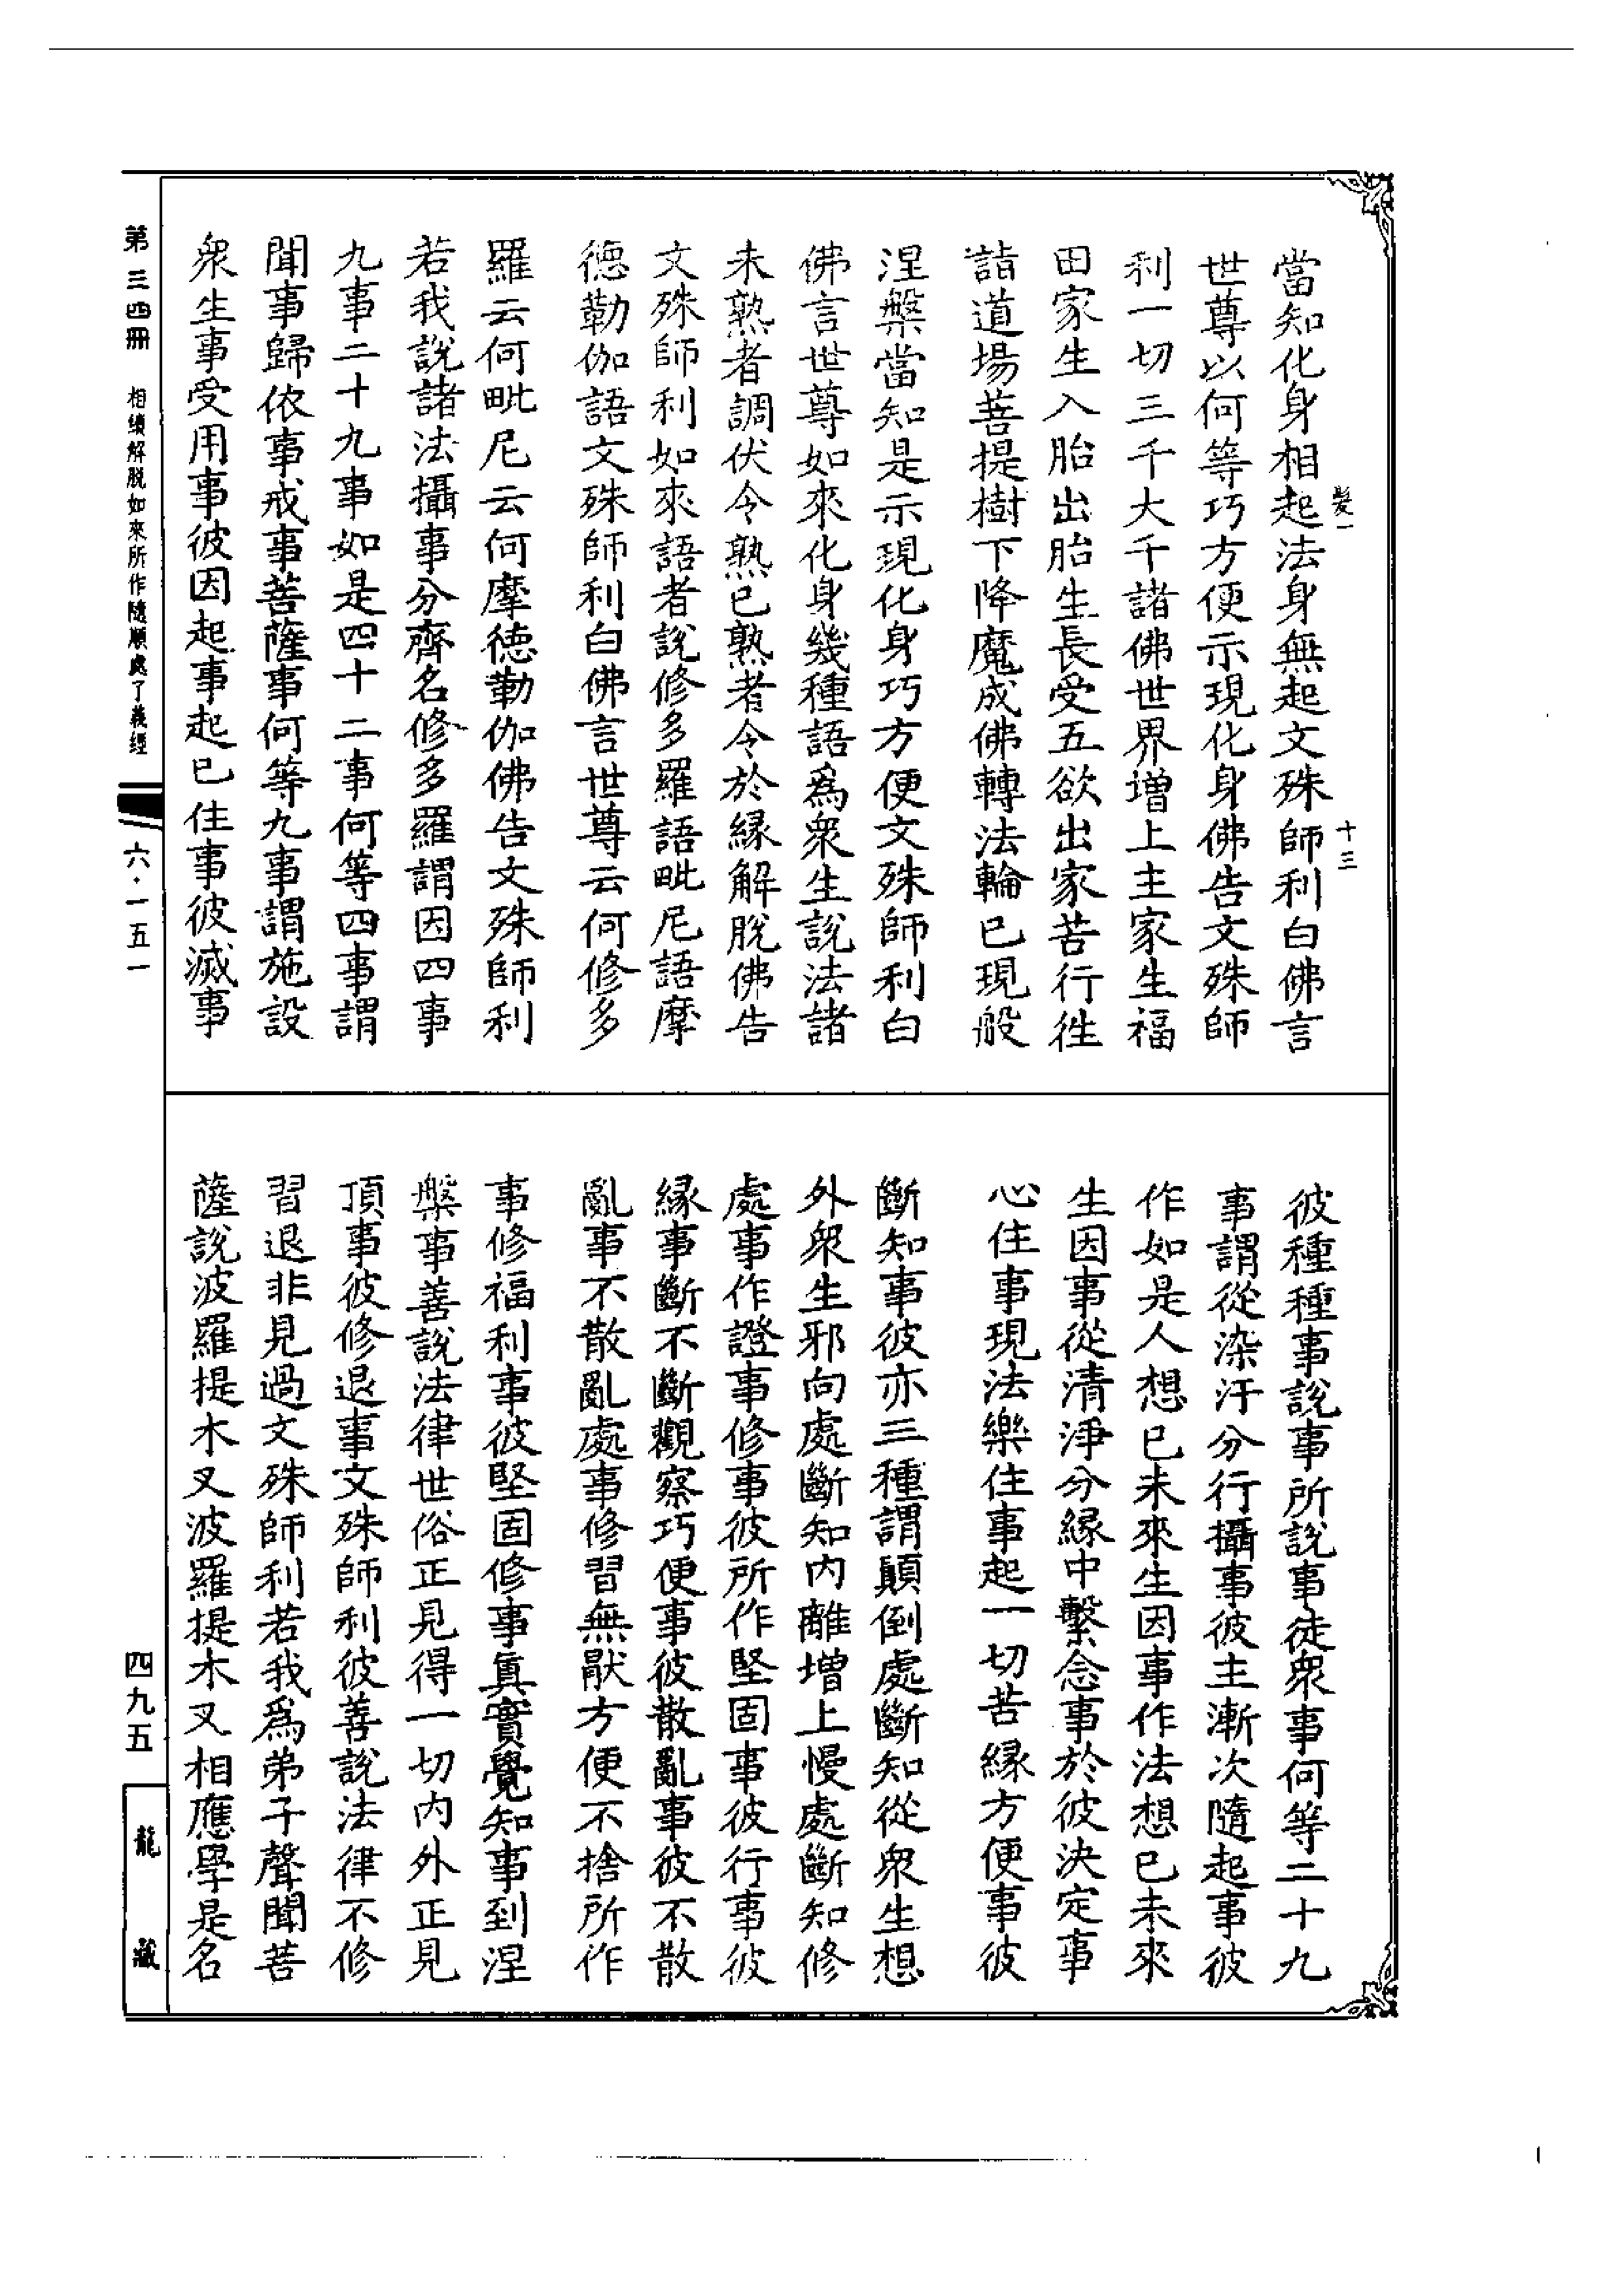 當知化身相起法身無起文殊師利白佛言
世尊以何等巧方便示現化身佛告文殊師
利一切三千大千諸佛世界增上主家生福
田家生入胎出胎生長受五欲出家苦行徃
詣道場菩提樹下降魔成佛轉法輪已現般
涅槃當知是示現化身巧方便文殊師利白
佛言世尊如來化身幾種語爲衆生說法諸
未熟者調伏令熟已熟者令於緣解脫佛告
文殊師利如來語者說修多羅語毗尼語摩
德勒伽語文殊師利白佛言世尊云何修多
羅云何毗尼云何摩德勒伽佛告文殊師利
若我說諸法攝事分齊名修多羅謂因四事
九事二十九事如是四十二事何等四事謂
聞事歸依事戒事菩薩事何等九事謂施設
衆生事受用事彼因起事起已住事彼滅事
髮一
十三
彼種種事說事所說事徒衆事何等二十九
事謂從染汙分行攝事彼主漸次隨起事彼
作如是人想已未來生因事作法想已未來
生因事從清淨分緣中繫念事於彼決定事
心住事現法樂住事起一切苦緣方便事彼
斷知事彼亦三種謂顛倒處斷知從衆生想
外衆生邪向處斷知內離增上慢處斷知修
處事作證事修事彼所作堅固事彼行事彼
緣事斷不斷觀察巧便事彼散亂事彼不散
亂事不散亂處事修習無猒方便不捨所作
事修福利事彼堅固修事真實覺知事到涅
槃事善說法律世俗正見得一切內外正見
頂事彼修退事文殊師利彼善說法律不修
習退非見過文殊師利若我爲弟子聲聞菩
薩說波羅提木叉波羅提木叉相應學是名
第三四冊 相續解脫如來所作隨順處了義經
六·一五一
四九五
龍藏